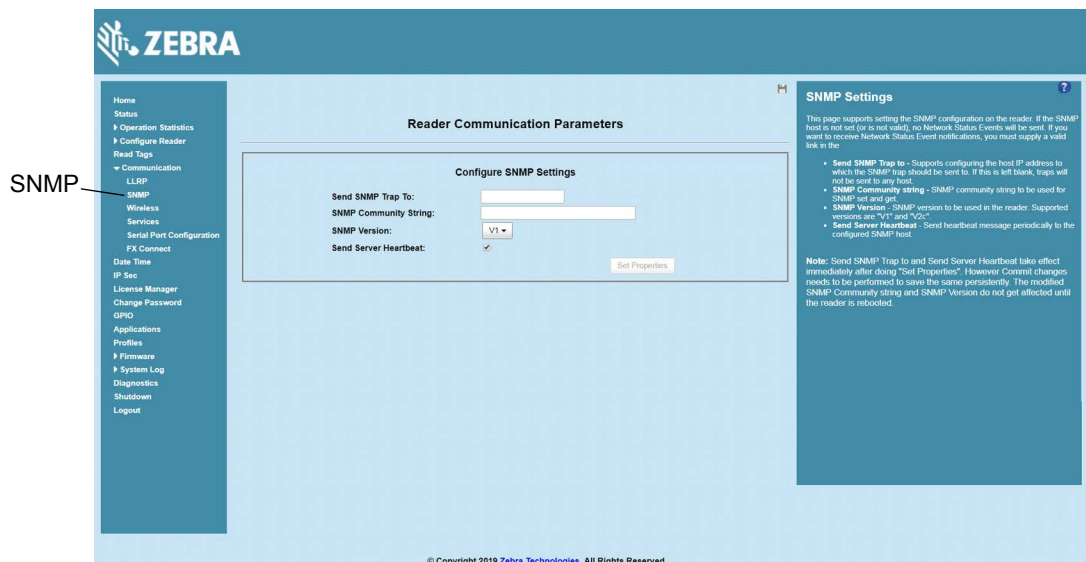 ZEBRA
SNMP
Home
Status
Operation Statistics
Configure Reader
Read Tags
Communication
LLRP
SNMP
Wireless
Services
Serial Port Configuration
FX Connect
Date Time
IP Sec
License Manager
Change Password
GPIO
Applications
Profiles
Firmware
System Log
Diagnostics
Shutdown
Logout
Reader Communication Parameters
Configure SNMP Settings
Send SNMP Trap To:
SNMP Community String:
SNMP Version: V1
Send Server Heartbeat:
Set Properties
?
SNMP Settings
This page supports setting the SNMP configuration on the reader. If the SNMP
host is not set (or is not valid), no Network Status Events will be sent. If you
want to receive Network Status Event notifications, you must supply a valid
link in the
• Send SNMP Trap to - Supports configuring the host IP address to
which the SNMP trap should be sent to. If this is left blank, traps will
not be sent to any host.
• SNMP Community string - SNMP community string to be used for
SNMP set and get.
• SNMP Version - SNMP version to be used in the reader. Supported
versions are "V1" and "V2c".
• Send Server Heartbeat - Send heartbeat message periodically to the
configured SNMP host.
Note: Send SNMP Trap to and Send Server Heartbeat take effect
immediately after doing "Set Properties". However Commit changes
needs to be performed to save the same persistently. The modified
SNMP Community string and SNMP Version do not get affected until
the reader is rebooted.
© Copyright 2019 Zebra Technologies. All Rights Reserved.